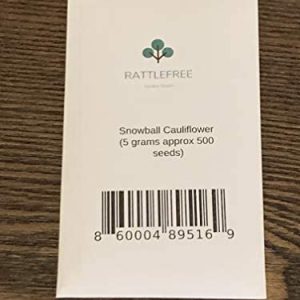 RATTLEFREE
Snowball Cauliflower
(5 grams approx 500
seeds)
8 60004 89516 9